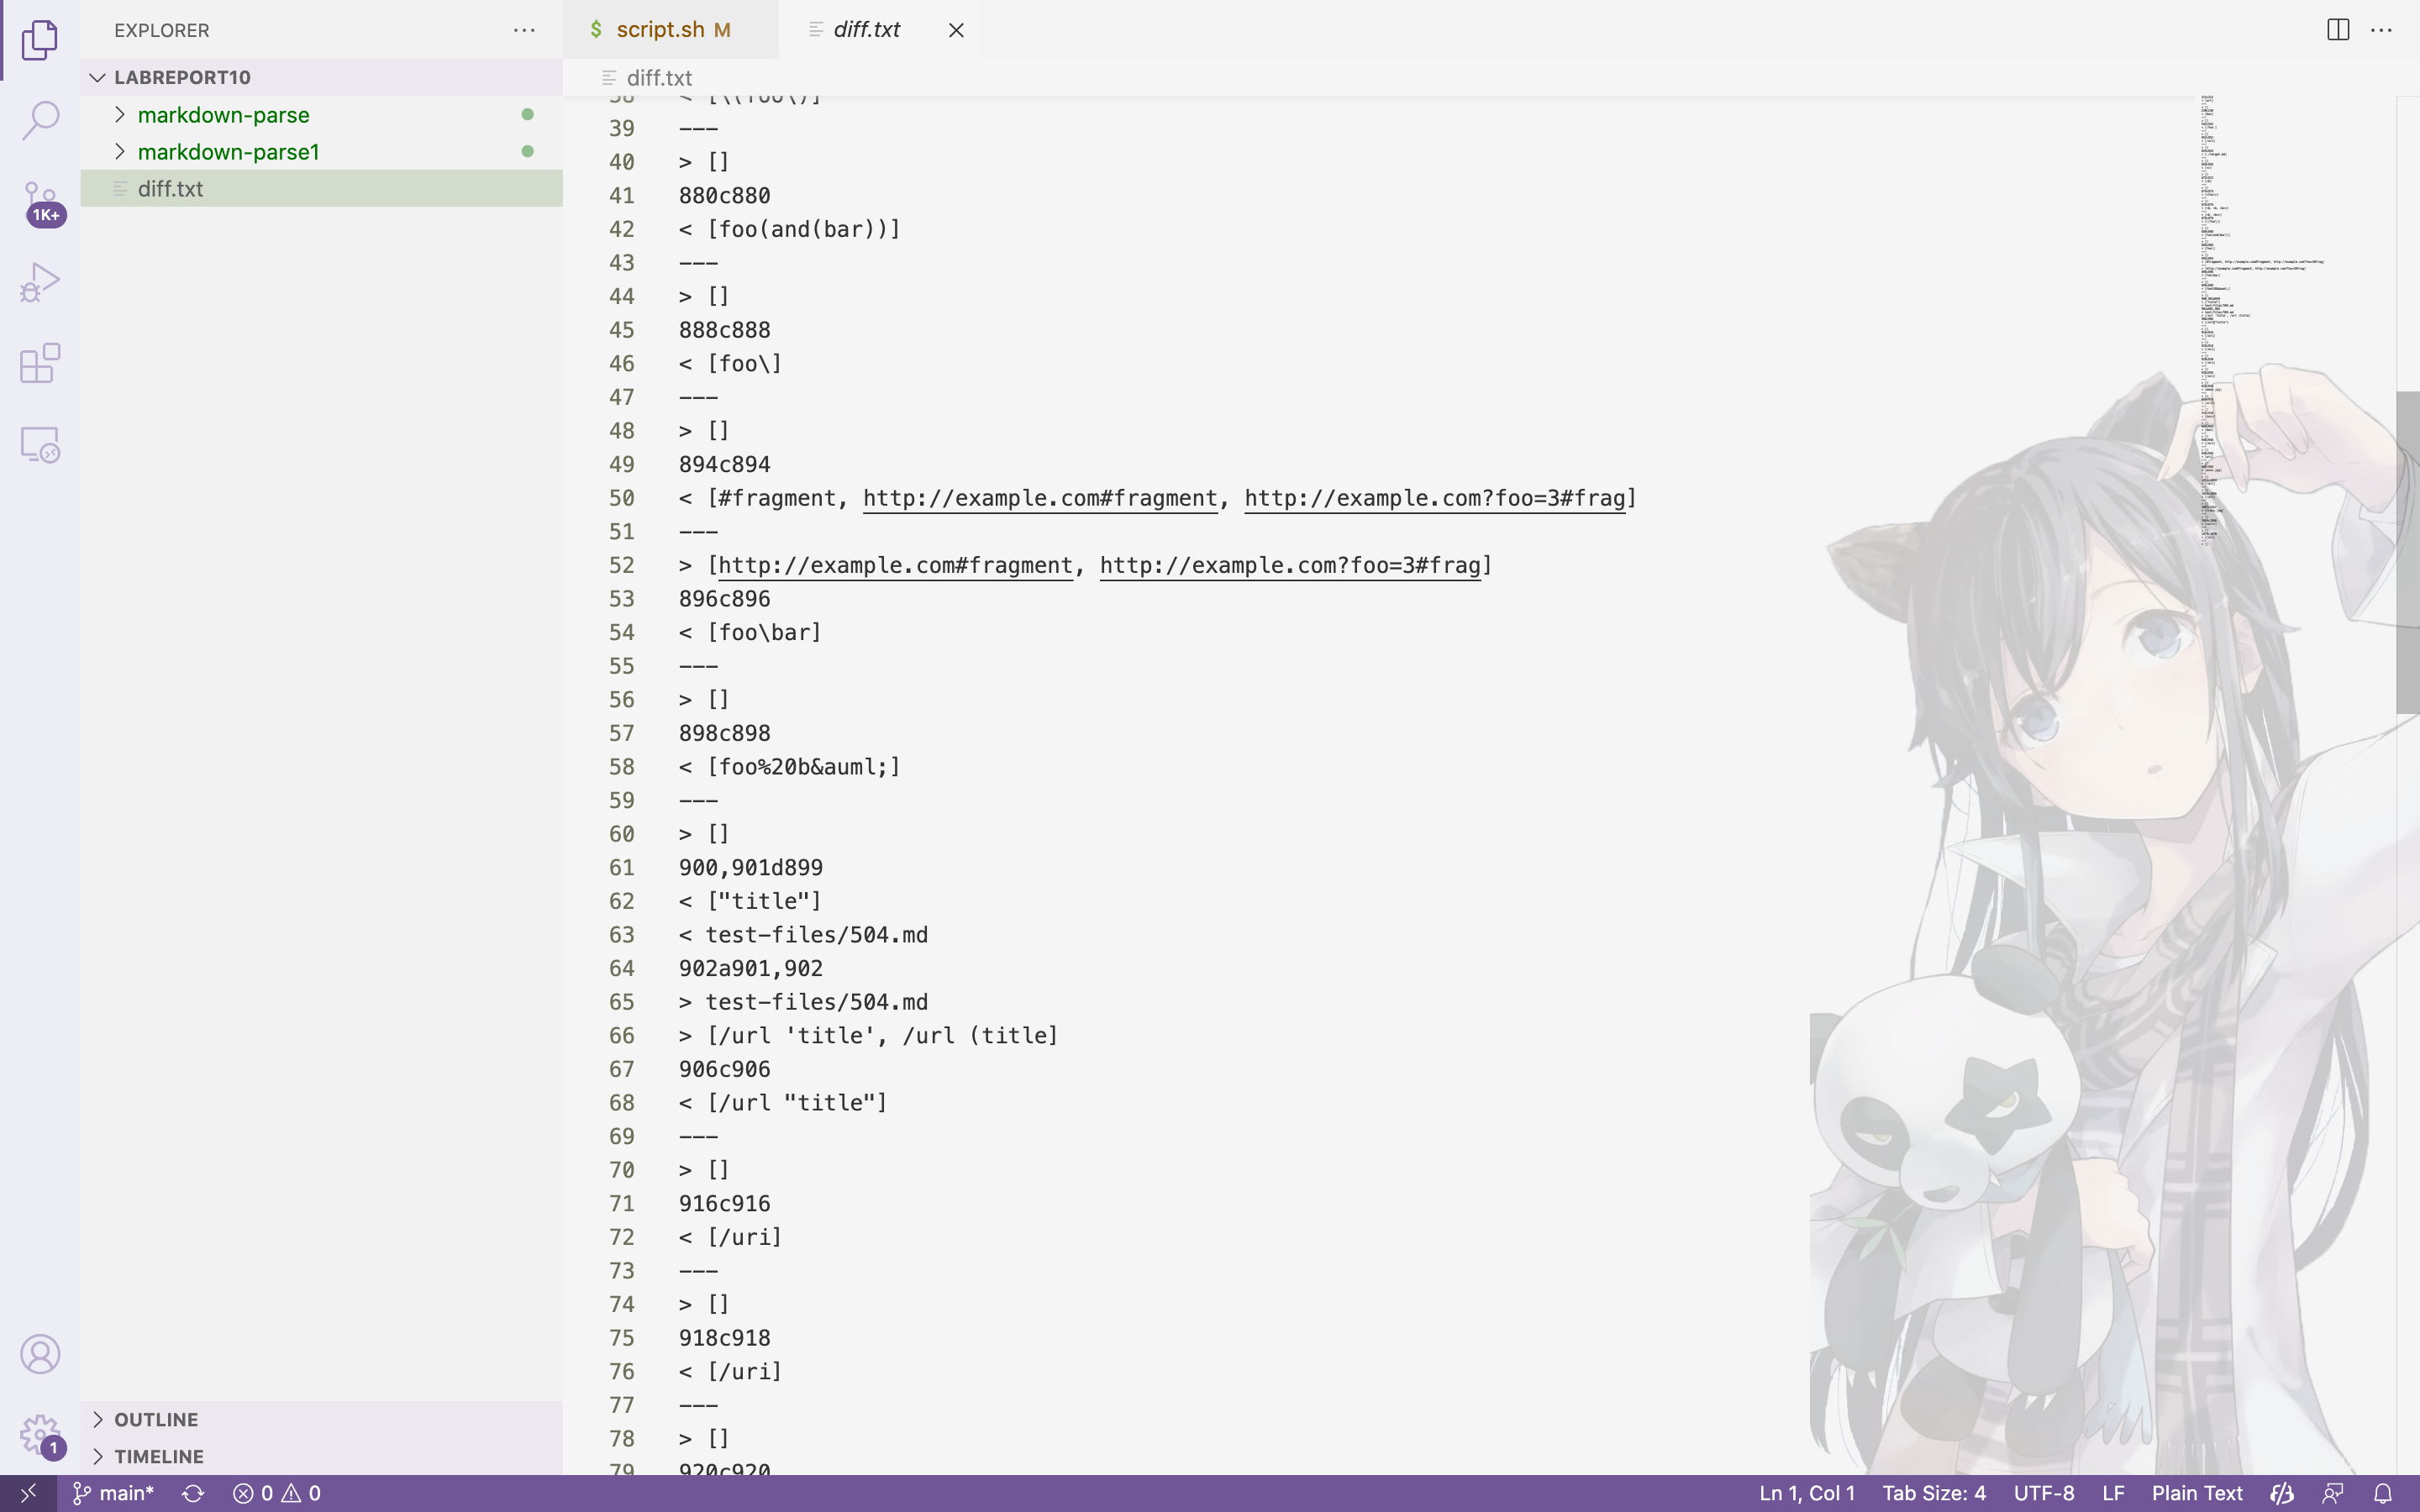 EXPLORER
LABREPORT10
markdown-parse
markdown-parse1
diff.txt
1K+
OUTLINE
TIMELINE
1
$ script.sh M
diff.txt
diff.txt
38 < [\(foo\)]
39 ---
40 > []
41 880c880
42 < [foo(and(bar))]
43 ---
44 > []
45 888c888
46 < [foo\]
47 ---
48 > []
49 894c894
50 < [#fragment, http://example.com#fragment, http://example.com?foo=3#frag]
51 ---
52 > [http://example.com#fragment, http://example.com?foo=3#frag]
53 896c896
54 < [foo\bar]
55 ---
56 > []
57 898c898
58 < [foo%20b&auml;]
59 ---
60 > []
61 900,901d899
62 < ["title"]
63 < test-files/504.md
64 902a901,902
65 > test-files/504.md
66 > [/url 'title', /url (title]
67 906c906
68 < [/url "title"]
69 ---
70 > []
71 916c916
72 < [/uri]
73 ---
74 > []
75 918c918
76 < [/uri]
77 ---
78 > []
79 920c920
main* 0 0 Ln 1, Col 1 Tab Size: 4 UTF-8 LF Plain Text